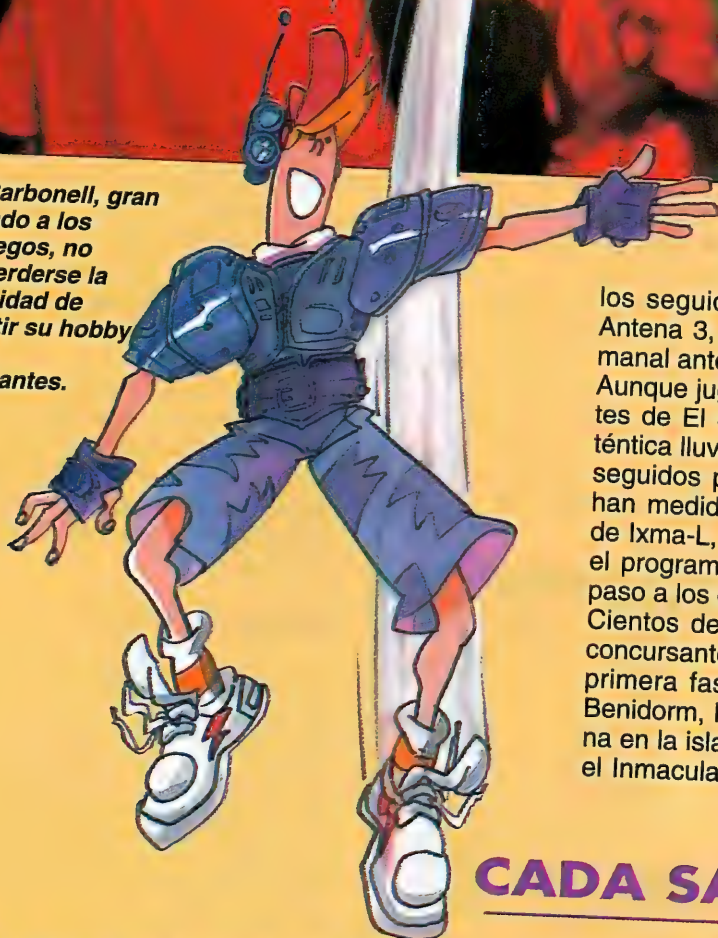 arbonell, gran
do a los
egos, no
erderse la
idad de
tir su hobby
antes.
los seguid
Antena 3,
manal ante
Aunque jug
tes de El
téntica lluv
seguidos p
han medid
de Ixma-L,
el program
paso a los
Cientos de
concursante
primera fas
Benidorm,
na en la isla
el Inmacula
CADA SA